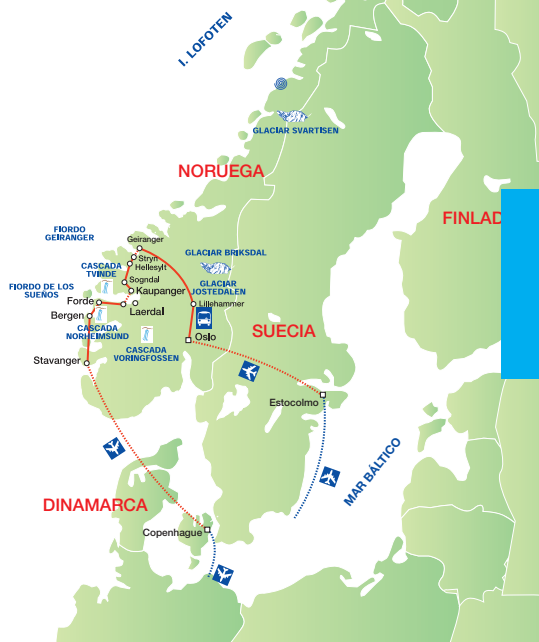 I. LOFOTEN
GLACIAR SVARTISEN
NORUEGA
FINLAD
FIORDO
GEIRANGER
Geiranger
Stryn
Hellesylt
GLACIAR BRIKSDAL
CASCADA
TVINDE
Sogndal
FIORDO DE LOS
SUEÑOS
Kaupanger
GLACIAR
JOSTEDALEN
Forde
Laerdal
Lillehammer
Bergen
CASCADA
NORHEIMSUND
CASCADA
VORINGFOSSEN
Oslo
SUECIA
Stavanger
Estocolmo
MAR BÁLTICO
DINAMARCA
Copenhague